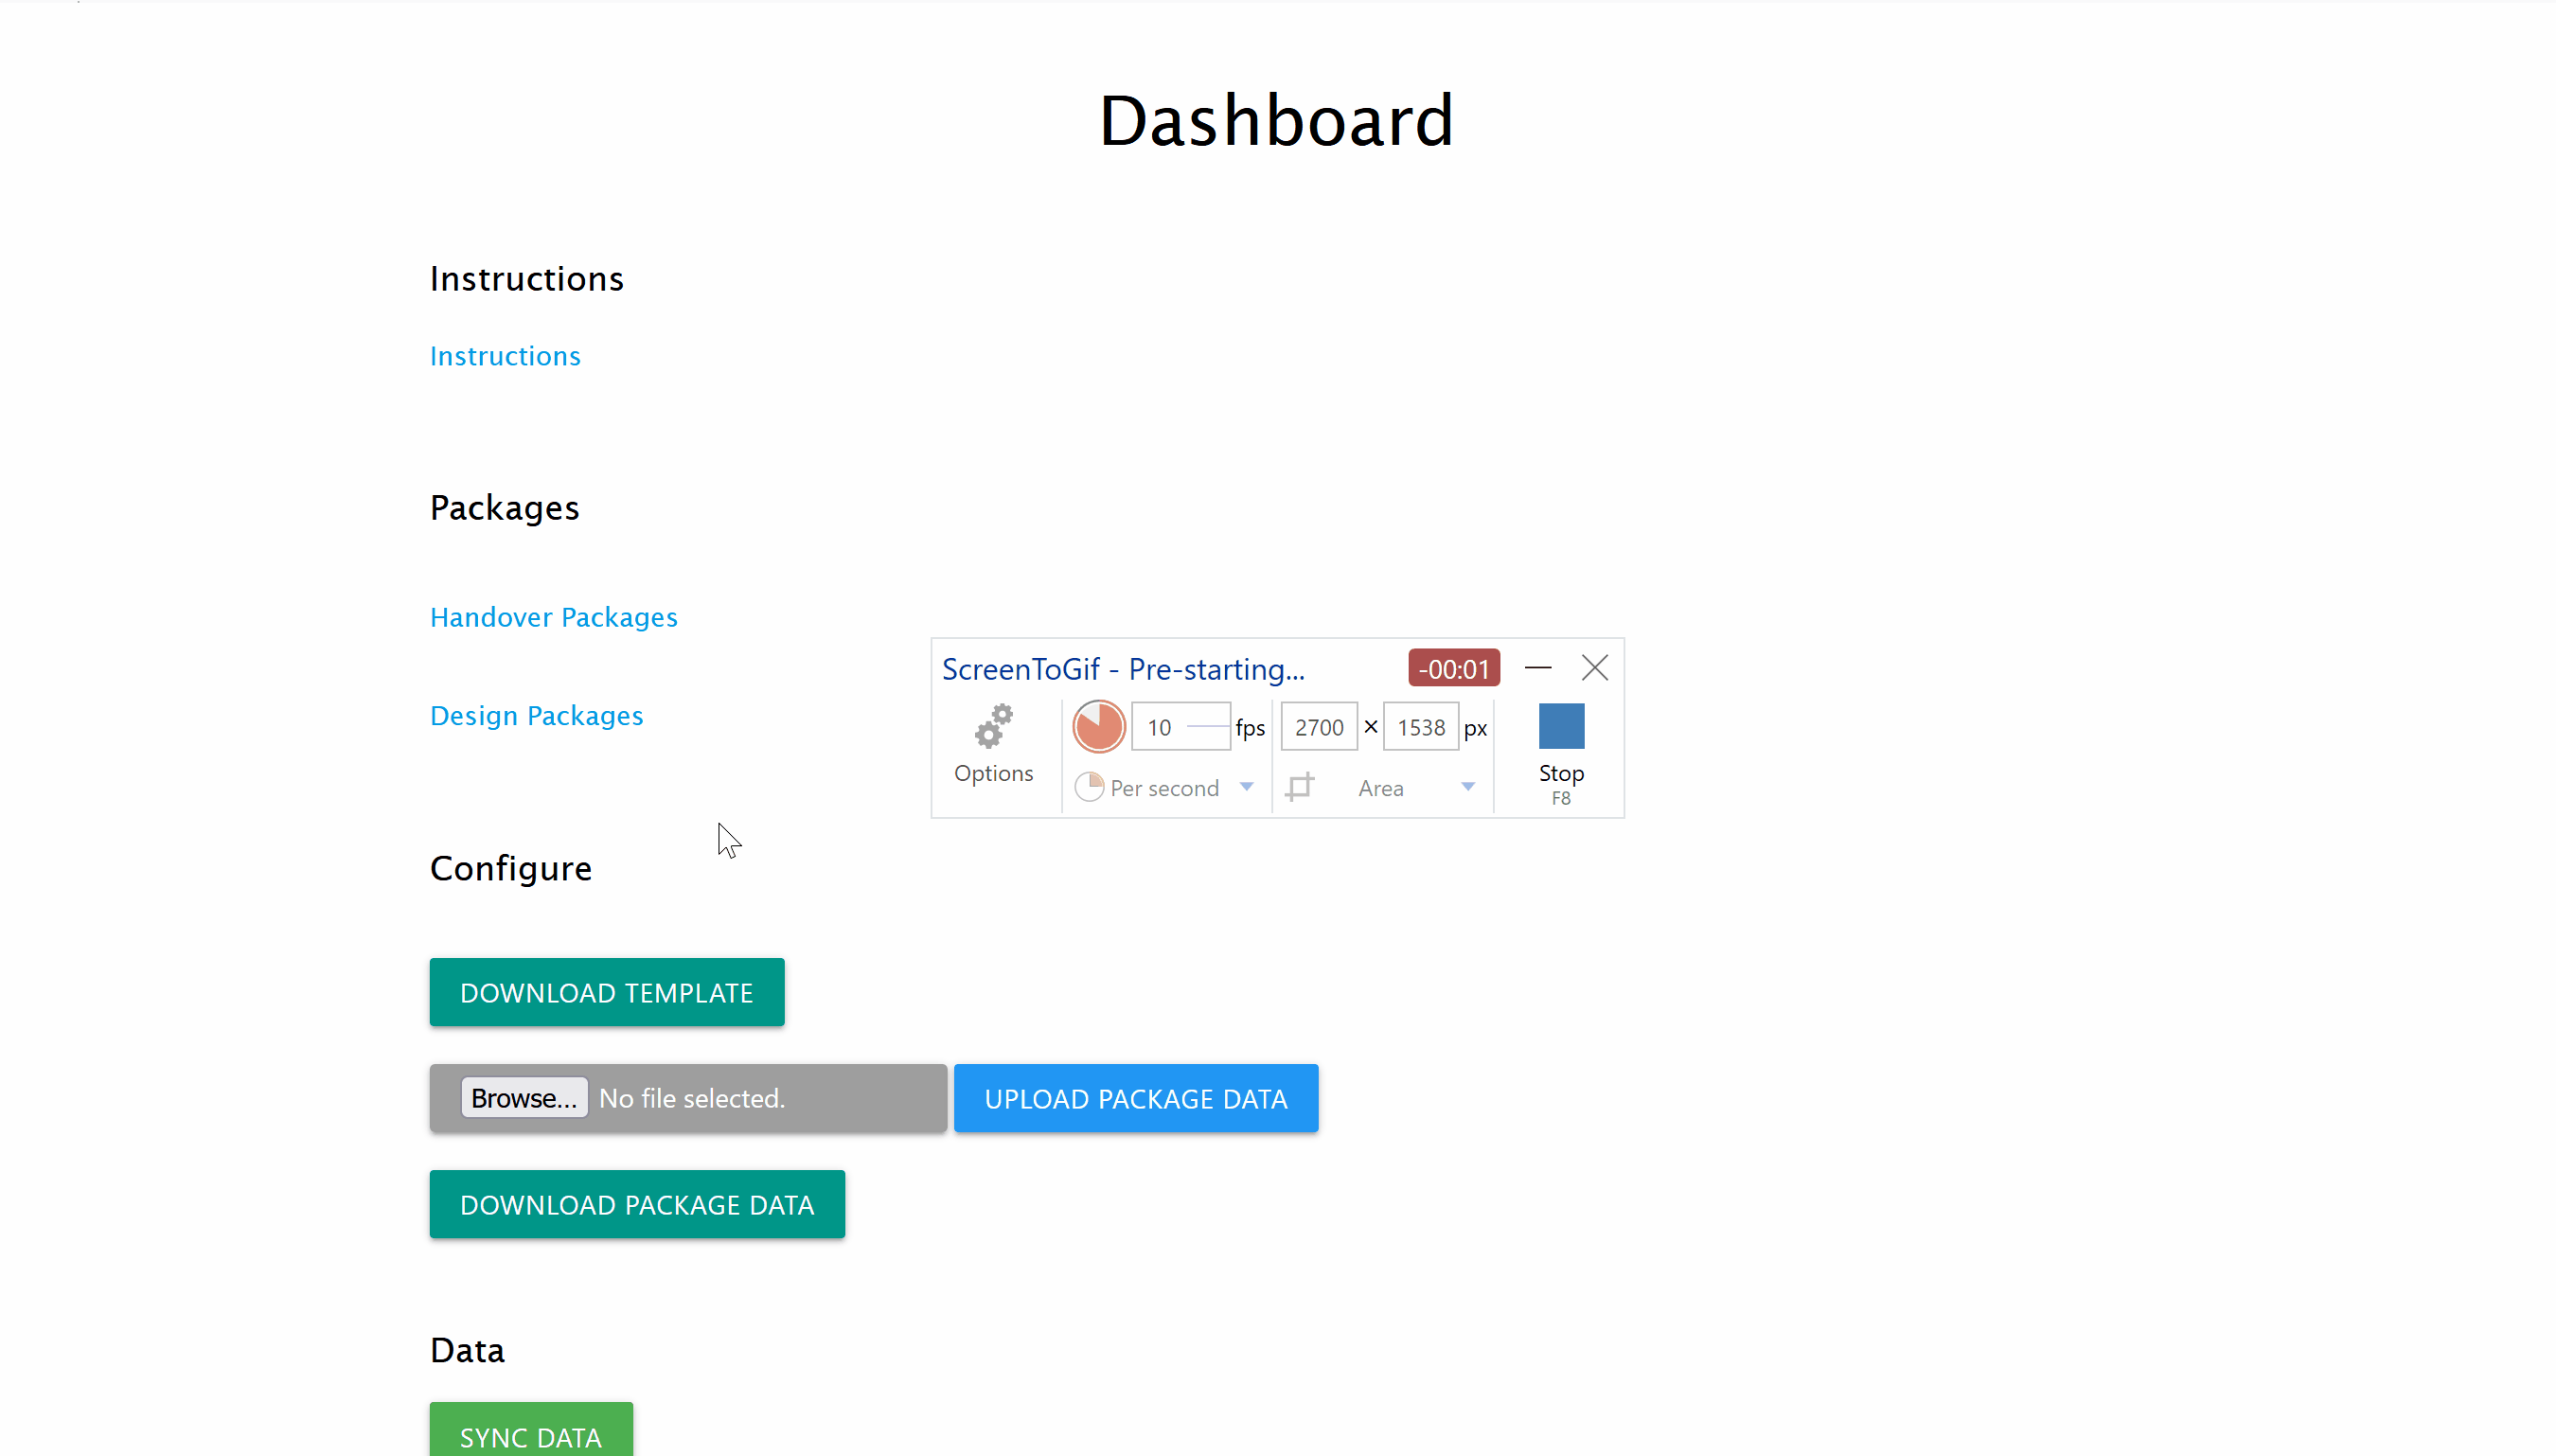 Dashboard
Instructions
Instructions
Packages
Handover Packages
Design Packages
ScreenToGif - Pre-starting...
-00:01
10 fps 2700 × 1538 px
Options
Per second
Area
Stop
F8
Configure
DOWNLOAD TEMPLATE
Browse... No file selected.
UPLOAD PACKAGE DATA
DOWNLOAD PACKAGE DATA
Data
SYNC DATA